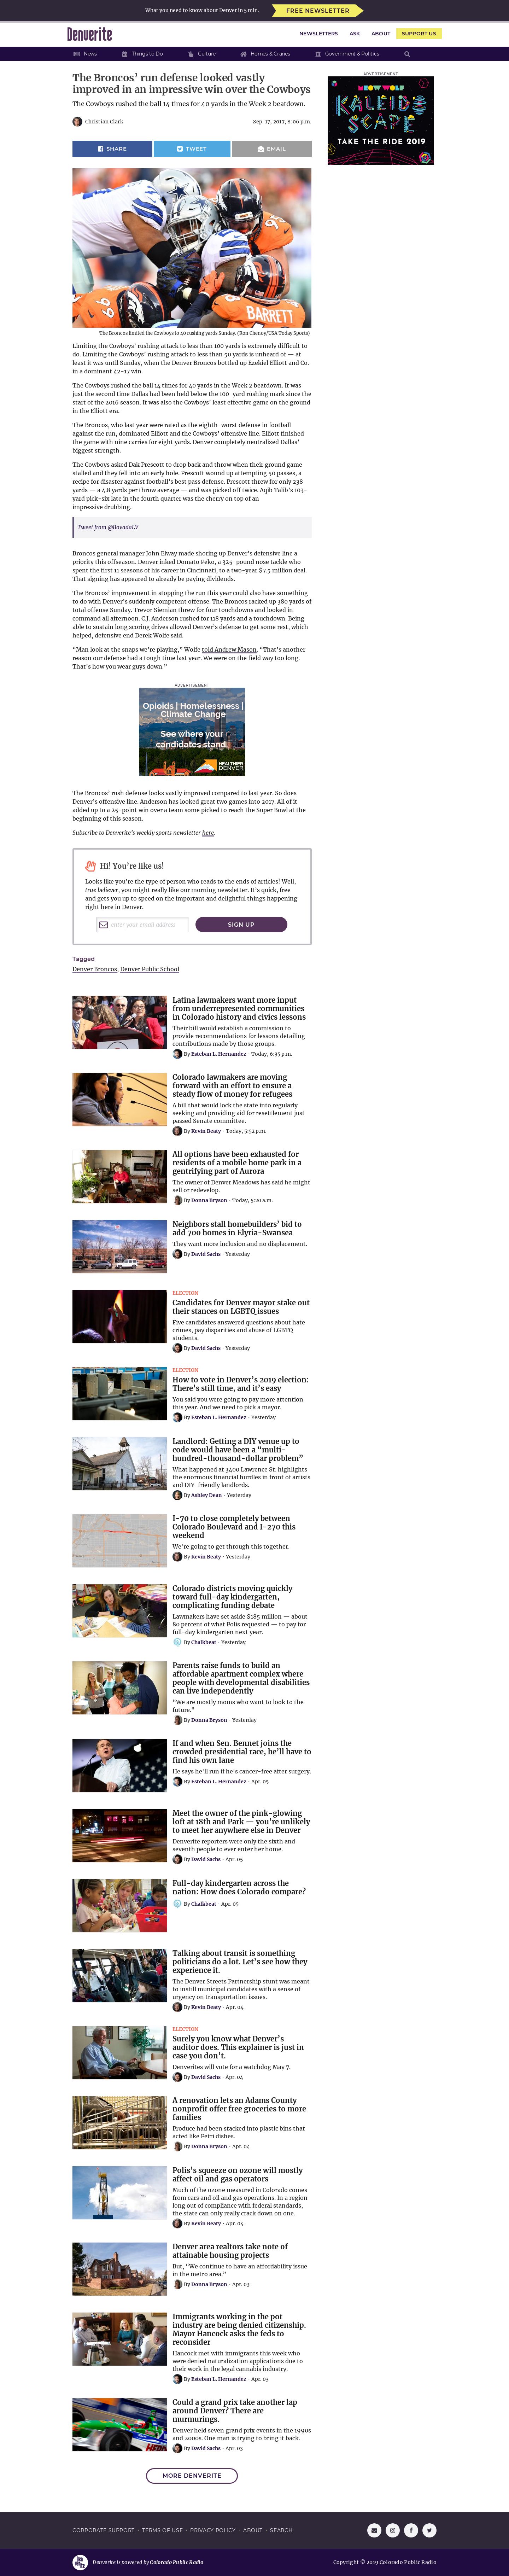 What you need to know about Denver in 5 min.
FREE NEWSLETTER
Denverite
NEWSLETTERS
ASK
ABOUT
SUPPORT US
News
Things to Do
Culture
Homes & Cranes
Government & Politics
The Broncos’ run defense looked vastly
improved in an impressive win over the Cowboys
The Cowboys rushed the ball 14 times for 40 yards in the Week 2 beatdown.
Christian Clark
Sep. 17, 2017, 8:06 p.m.
SHARE
TWEET
EMAIL
ADVERTISEMENT
MEOW WOLF
KALEIDOSCAPE
TAKE THE RIDE 2019
BARRETT
The Broncos limited the Cowboys to 40 rushing yards Sunday. (Ron Chenoy/USA Today Sports)
Limiting the Cowboys’ rushing attack to less than 100 yards is extremely difficult to
do. Limiting the Cowboys’ rushing attack to less than 50 yards is unheard of — at
least it was until Sunday, when the Denver Broncos bottled up Ezekiel Elliott and Co.
in a dominant 42-17 win.
The Cowboys rushed the ball 14 times for 40 yards in the Week 2 beatdown. It was
just the second time Dallas had been held below the 100-yard rushing mark since the
start of the 2016 season. It was also the Cowboys’ least effective game on the ground
in the Elliott era.
The Broncos, who last year were rated as the eighth-worst defense in football
against the run, dominated Elliott and the Cowboys’ offensive line. Elliott finished
the game with nine carries for eight yards. Denver completely neutralized Dallas’
biggest strength.
The Cowboys asked Dak Prescott to drop back and throw when their ground game
stalled and they fell into an early hole. Prescott wound up attempting 50 passes, a
recipe for disaster against football’s best pass defense. Prescott threw for only 238
yards — a 4.8 yards per throw average — and was picked off twice. Aqib Talib’s 103-
yard pick-six late in the fourth quarter was the cherry on top of an
impressive drubbing.
Tweet from @BovadaLV
Broncos general manager John Elway made shoring up Denver’s defensive line a
priority this offseason. Denver inked Domato Peko, a 325-pound nose tackle who
spent the first 11 seasons of his career in Cincinnati, to a two-year $7.5 million deal.
That signing has appeared to already be paying dividends.
The Broncos’ improvement in stopping the run this year could also have something
to do with Denver’s suddenly competent offense. The Broncos racked up 380 yards of
total offense Sunday. Trevor Siemian threw for four touchdowns and looked in
command all afternoon. C.J. Anderson rushed for 118 yards and a touchdown. Being
able to sustain long scoring drives allowed Denver’s defense to get some rest, which
helped, defensive end Derek Wolfe said.
“Man look at the snaps we’re playing,” Wolfe told Andrew Mason. “That’s another
reason our defense had a tough time last year. We were on the field way too long.
That’s how you wear guys down.”
ADVERTISEMENT
Opioids | Homelessness |
Climate Change
See where your
candidates stand.
HEALTHIER
DENVER
The Broncos’ rush defense looks vastly improved compared to last year. So does
Denver’s offensive line. Anderson has looked great two games into 2017. All of it
added up to a 25-point win over a team some picked to reach the Super Bowl at the
beginning of this season.
Subscribe to Denverite’s weekly sports newsletter here.
Hi! You’re like us!
Looks like you’re the type of person who reads to the ends of articles! Well,
true believer, you might really like our morning newsletter. It’s quick, free
and gets you up to speed on the important and delightful things happening
right here in Denver.
enter your email address
SIGN UP
Tagged
Denver Broncos, Denver Public School
Latina lawmakers want more input
from underrepresented communities
in Colorado history and civics lessons
Their bill would establish a commission to
provide recommendations for lessons detailing
contributions made by those groups.
By Esteban L. Hernandez · Today, 6:35 p.m.
Colorado lawmakers are moving
forward with an effort to ensure a
steady flow of money for refugees
A bill that would lock the state into regularly
seeking and providing aid for resettlement just
passed Senate committee.
By Kevin Beaty · Today, 5:52 p.m.
All options have been exhausted for
residents of a mobile home park in a
gentrifying part of Aurora
The owner of Denver Meadows has said he might
sell or redevelop.
By Donna Bryson · Today, 5:20 a.m.
Neighbors stall homebuilders’ bid to
add 700 homes in Elyria-Swansea
They want more inclusion and no displacement.
By David Sachs · Yesterday
ELECTION
Candidates for Denver mayor stake out
their stances on LGBTQ issues
Five candidates answered questions about hate
crimes, pay disparities and abuse of LGBTQ
students.
By David Sachs · Yesterday
ELECTION
How to vote in Denver’s 2019 election:
There’s still time, and it’s easy
You said you were going to pay more attention
this year. And we need to pick a mayor.
By Esteban L. Hernandez · Yesterday
Landlord: Getting a DIY venue up to
code would have been a “multi-
hundred-thousand-dollar problem”
What happened at 3400 Lawrence St. highlights
the enormous financial hurdles in front of artists
and DIY-friendly landlords.
By Ashley Dean · Yesterday
I-70 to close completely between
Colorado Boulevard and I-270 this
weekend
We’re going to get through this together.
By Kevin Beaty · Yesterday
Colorado districts moving quickly
toward full-day kindergarten,
complicating funding debate
Lawmakers have set aside $185 million — about
80 percent of what Polis requested — to pay for
full-day kindergarten next year.
By Chalkbeat · Yesterday
Parents raise funds to build an
affordable apartment complex where
people with developmental disabilities
can live independently
“We are mostly moms who want to look to the
future.”
By Donna Bryson · Yesterday
If and when Sen. Bennet joins the
crowded presidential race, he’ll have to
find his own lane
He says he’ll run if he’s cancer-free after surgery.
By Esteban L. Hernandez · Apr. 05
Meet the owner of the pink-glowing
loft at 18th and Park — you’re unlikely
to meet her anywhere else in Denver
Denverite reporters were only the sixth and
seventh people to ever enter her home.
By David Sachs · Apr. 05
Full-day kindergarten across the
nation: How does Colorado compare?
By Chalkbeat · Apr. 05
Talking about transit is something
politicians do a lot. Let’s see how they
experience it.
The Denver Streets Partnership stunt was meant
to instill municipal candidates with a sense of
urgency on transportation issues.
By Kevin Beaty · Apr. 04
ELECTION
Surely you know what Denver’s
auditor does. This explainer is just in
case you don’t.
Denverites will vote for a watchdog May 7.
By David Sachs · Apr. 04
A renovation lets an Adams County
nonprofit offer free groceries to more
families
Produce had been stacked into plastic bins that
acted like Petri dishes.
By Donna Bryson · Apr. 04
Polis’s squeeze on ozone will mostly
affect oil and gas operators
Much of the ozone measured in Colorado comes
from cars and oil and gas operations. In a region
long out of compliance with federal standards,
the state can only really crack down on one.
By Kevin Beaty · Apr. 04
Denver area realtors take note of
attainable housing projects
But, “We continue to have an affordability issue
in the metro area.”
By Donna Bryson · Apr. 03
Immigrants working in the pot
industry are being denied citizenship.
Mayor Hancock asks the feds to
reconsider
Hancock met with immigrants this week who
were denied naturalization applications due to
their work in the legal cannabis industry.
By Esteban L. Hernandez · Apr. 03
Could a grand prix take another lap
around Denver? There are
murmurings.
Denver held seven grand prix events in the 1990s
and 2000s. One man is trying to bring it back.
By David Sachs · Apr. 03
MORE DENVERITE
CORPORATE SUPPORT · TERMS OF USE · PRIVACY POLICY · ABOUT · SEARCH
Denverite is powered by Colorado Public Radio
Copyright © 2019 Colorado Public Radio